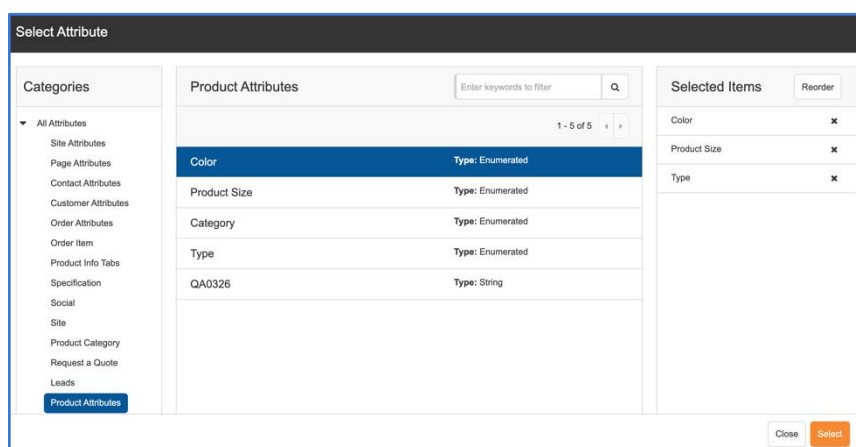 Select Attribute
Categories
All Attributes
Site Attributes
Page Attributes
Contact Attributes
Customer Attributes
Order Attributes
Order Item
Product Info Tabs
Specification
Social
Site
Product Category
Request a Quote
Leads
Product Attributes
Product Attributes
Enter keywords to filter
1 - 5 of 5
Color Type: Enumerated
Product Size Type: Enumerated
Category Type: Enumerated
Type Type: Enumerated
QA0326 Type: String
Selected Items Reorder
Color
Product Size
Type
Close Select